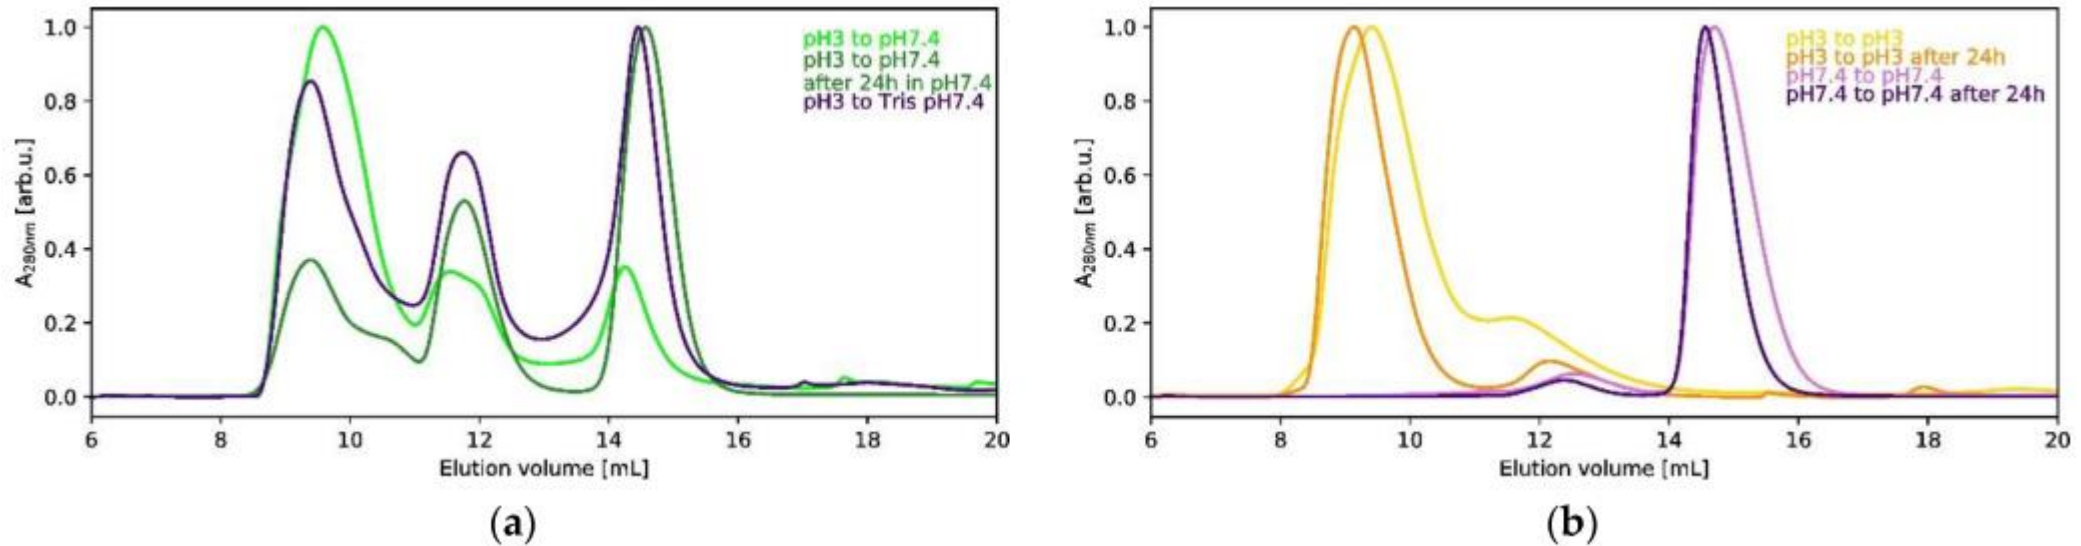 1.0
0.8
0.6
0.4
0.2
0.0
A280nm [arb.u.]
pH3 to pH7.4
pH3 to pH7.4
after 24h in pH7.4
pH3 to Tris pH7.4
6 8 10 12 14 16 18 20
Elution volume [mL]
(a)
1.0
0.8
0.6
0.4
0.2
0.0
A280nm [arb.u.]
pH3 to pH3
pH3 to pH3 after 24h
pH7.4 to pH7.4
pH7.4 to pH7.4 after 24h
6 8 10 12 14 16 18 20
Elution volume [mL]
(b)